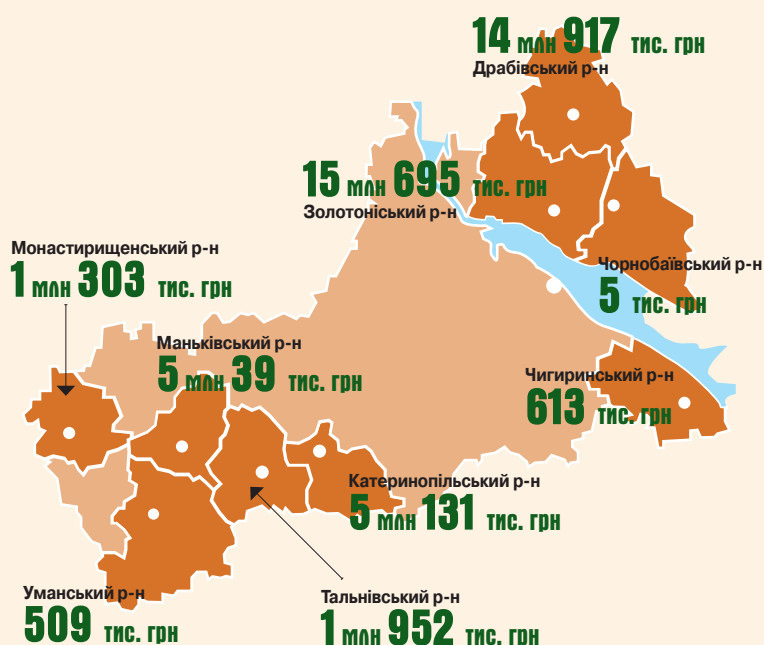 14 млн 917 тис. грн
Драбівський р-н
15 млн 695 тис. грн
Золотоніський р-н
Монастирищенський р-н
1 млн 303 тис. грн
Чорнобаївський р-н
5 тис. грн
Маньківський р-н
5 млн 39 тис. грн
Чигиринський р-н
613 тис. грн
Катеринопільський р-н
5 млн 131 тис. грн
Уманський р-н
509 тис. грн
Тальнівський р-н
1 млн 952 тис. грн